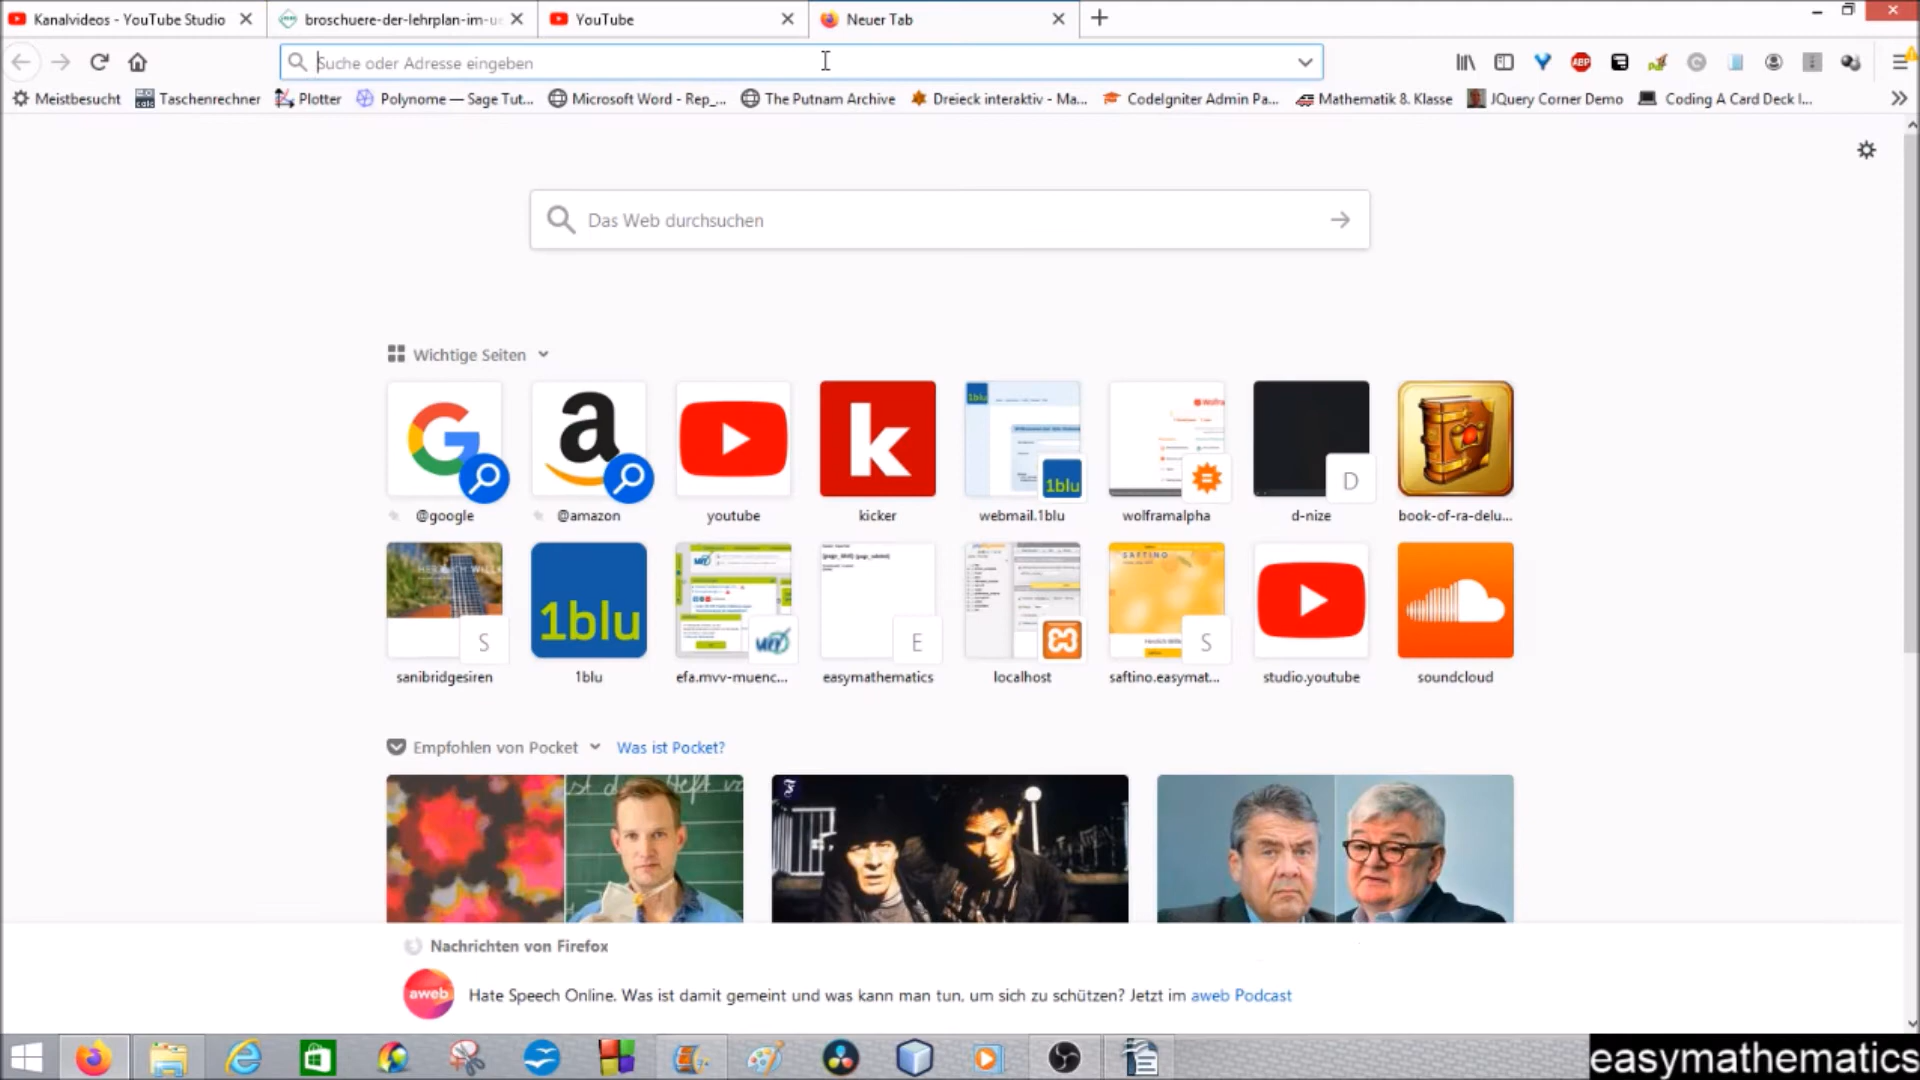 Kanalvideos - YouTube Studio
broschuere-der-lehrplan-im-u
YouTube
Neuer Tab
Suche oder Adresse eingeben
ABP
Meistbesucht
Taschenrechner
Plotter
Polynome — Sage Tut...
Microsoft Word - Rep_...
The Putnam Archive
Dreieck interaktiv - Ma...
CodeIgniter Admin Pa...
Mathematik 8. Klasse
JQuery Corner Demo
Coding A Card Deck I...
Das Web durchsuchen
Wichtige Seiten
k
1blu
D
@google
@amazon
youtube
kicker
webmail.1blu
wolframalpha
d-nize
book-of-ra-delu...
S
1blu
E
SAFTINO
S
sanibridgesiren
1blu
efa.mvv-muenc...
easymathematics
localhost
saftino.easymat...
studio.youtube
soundcloud
Empfohlen von Pocket
Was ist Pocket?
Nachrichten von Firefox
aweb
Hate Speech Online. Was ist damit gemeint und was kann man tun, um sich zu schützen? Jetzt im aweb Podcast
easymathematics